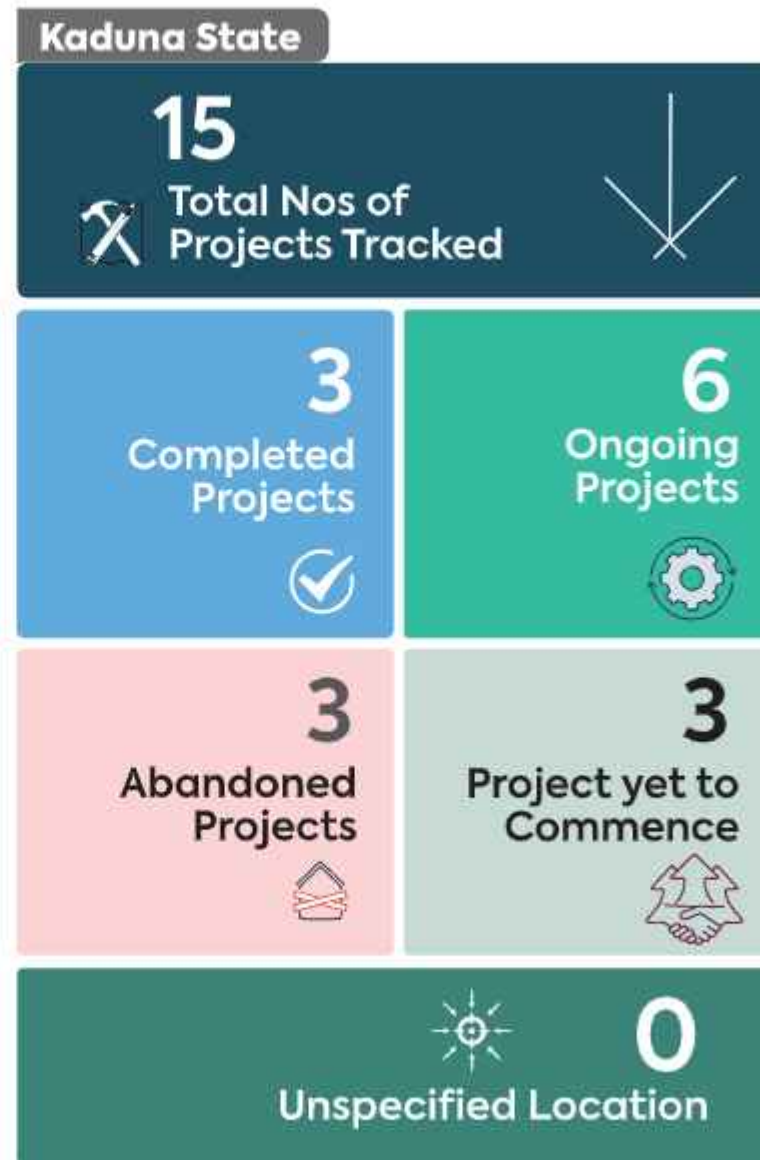 Kaduna State
15
Total Nos of
Projects Tracked
3
Completed
Projects
6
Ongoing
Projects
3
Abandoned
Projects
3
Project yet to
Commence
0
Unspecified Location